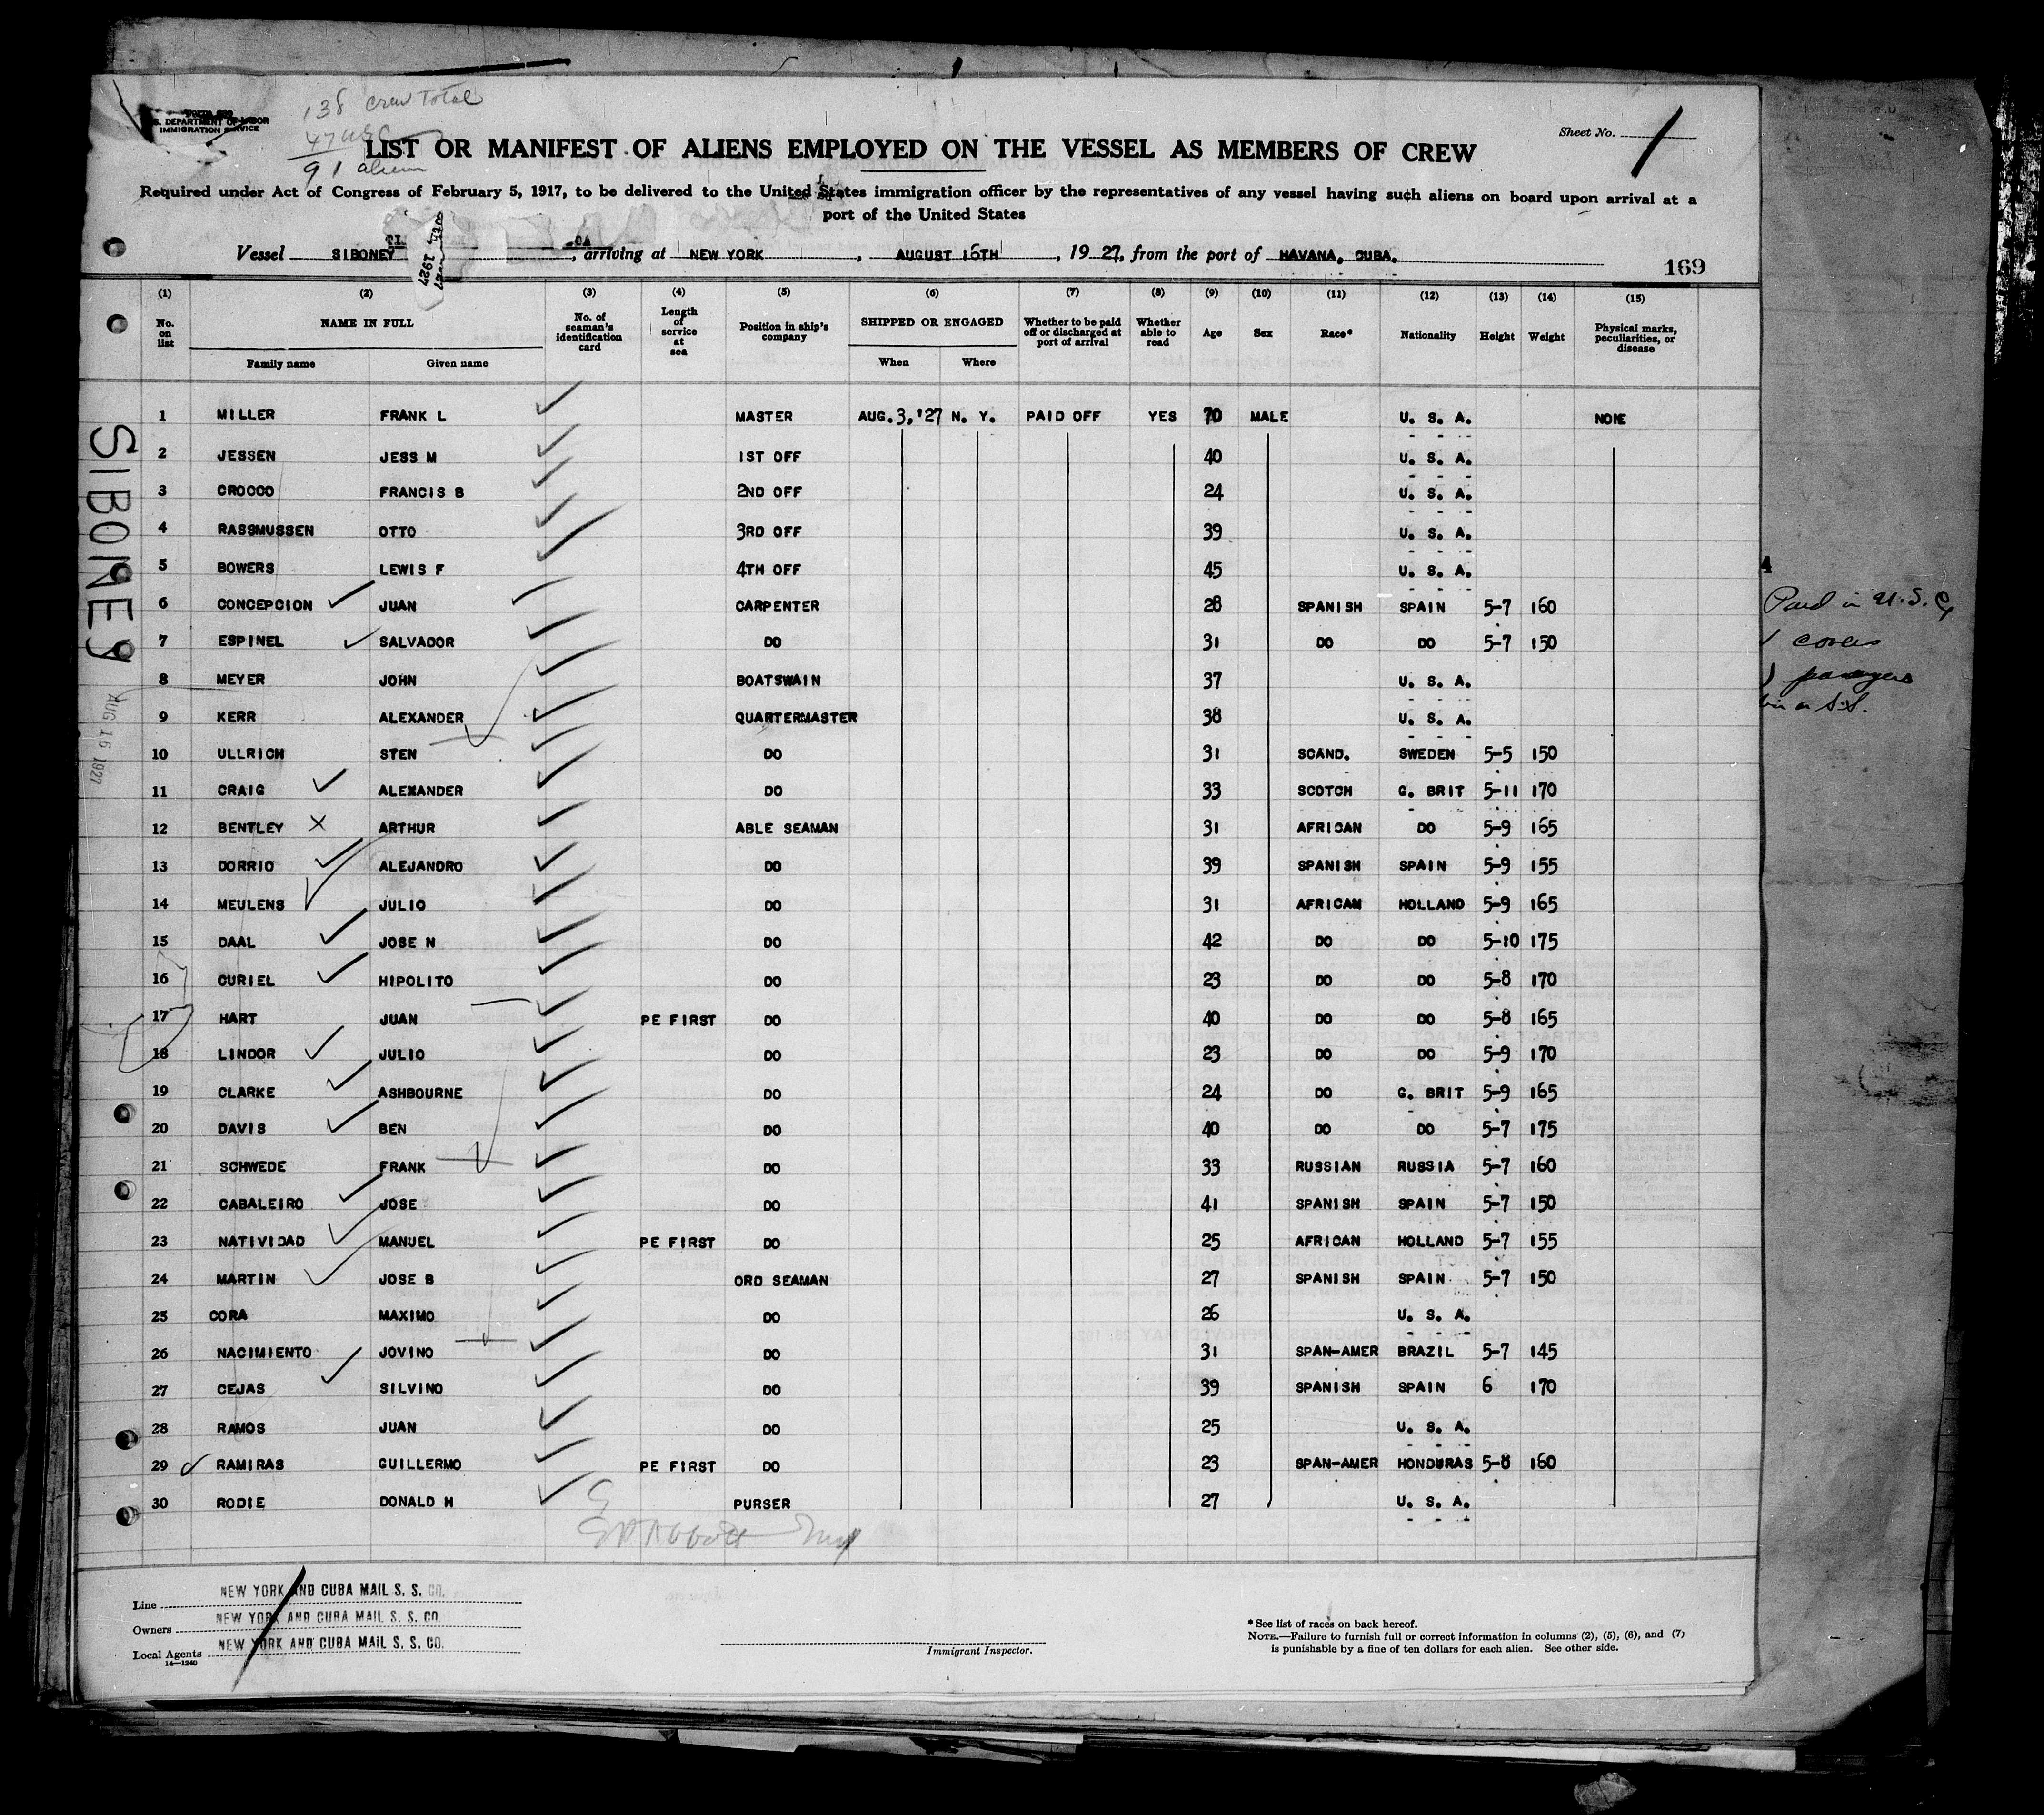 138 crew total
47 USC
91 alien
Form 689
U.S. DEPARTMENT OF LABOR
IMMIGRATION SERVICE
Sheet No. 1
LIST OR MANIFEST OF ALIENS EMPLOYED ON THE VESSEL AS MEMBERS OF CREW
Required under Act of Congress of February 5, 1917, to be delivered to the United States immigration officer by the representatives of any vessel having such aliens on board upon arrival at a
port of the United States
Vessel SIBONEY, arriving at NEW YORK, AUGUST 16TH, 1927, from the port of HAVANA, CUBA.
169
(1) (2) (3) (4) (5) (6) (7) (8) (9) (10) (11) (12) (13) (14) (15)
No. on list NAME IN FULL Family name Given name No. of seaman's identification card Length of service at sea Position in ship's company SHIPPED OR ENGAGED When Where Whether to be paid off or discharged at port of arrival Whether able to read Age Sex Race* Nationality Height Weight Physical marks, peculiarities, or disease
1 MILLER FRANK L MASTER AUG. 3, '27 N. Y. PAID OFF YES 70 MALE U. S. A. NONE
2 JESSEN JESS M 1ST OFF 40 U. S. A.
3 CROCCO FRANCIS B 2ND OFF 24 U. S. A.
4 RASSMUSSEN OTTO 3RD OFF 39 U. S. A.
5 BOWERS LEWIS F 4TH OFF 45 U. S. A.
6 CONCEPCION JUAN CARPENTER 28 SPANISH SPAIN 5-7 160
7 ESPINEL SALVADOR DO 31 DO DO 5-7 150
8 MEYER JOHN BOATSWAIN 37 U. S. A.
9 KERR ALEXANDER QUARTERMASTER 38 U. S. A.
10 ULLRICH STEN DO 31 SCAND. SWEDEN 5-5 150
11 CRAIG ALEXANDER DO 33 SCOTCH G. BRIT 5-11 170
12 BENTLEY ARTHUR ABLE SEAMAN 31 AFRICAN DO 5-9 165
13 DORRIO ALEJANDRO DO 39 SPANISH SPAIN 5-9 155
14 MEULENS JULIO DO 31 AFRICAN HOLLAND 5-9 165
15 DAAL JOSE N DO 42 DO DO 5-10 175
16 CURIEL HIPOLITO DO 23 DO DO 5-8 170
17 HART JUAN PE FIRST DO 40 DO DO 5-8 165
18 LINDOR JULIO DO 23 DO DO 5-9 170
19 CLARKE ASHBOURNE DO 24 DO G. BRIT 5-9 165
20 DAVIS BEN DO 40 DO DO 5-7 175
21 SCHWEDE FRANK DO 33 RUSSIAN RUSSIA 5-7 160
22 CABALEIRO JOSE DO 41 SPANISH SPAIN 5-7 150
23 NATIVIDAD MANUEL PE FIRST DO 25 AFRICAN HOLLAND 5-7 155
24 MARTIN JOSE B ORD SEAMAN 27 SPANISH SPAIN 5-7 150
25 CORA MAXIMO DO 26 U. S. A.
26 NACIMIENTO JOVINO DO 31 SPAN-AMER BRAZIL 5-7 145
27 CEJAS SILVINO DO 39 SPANISH SPAIN 6 170
28 RAMOS JUAN DO 25 U. S. A.
29 RAMIRAS GUILLERMO PE FIRST DO 23 SPAN-AMER HONDURAS 5-8 160
30 RODIE DONALD H PURSER 27 U. S. A.
SIBONEY
AUG 16 1927
Paid in U.S.
Line NEW YORK AND CUBA MAIL S. S. CO.
Owners NEW YORK AND CUBA MAIL S. S. CO.
Local Agents NEW YORK AND CUBA MAIL S. S. CO.
14—1240
Immigrant Inspector.
*See list of races on back hereof.
NOTE.—Failure to furnish full or correct information in columns (2), (5), (6), and (7)
is punishable by a fine of ten dollars for each alien. See other side.